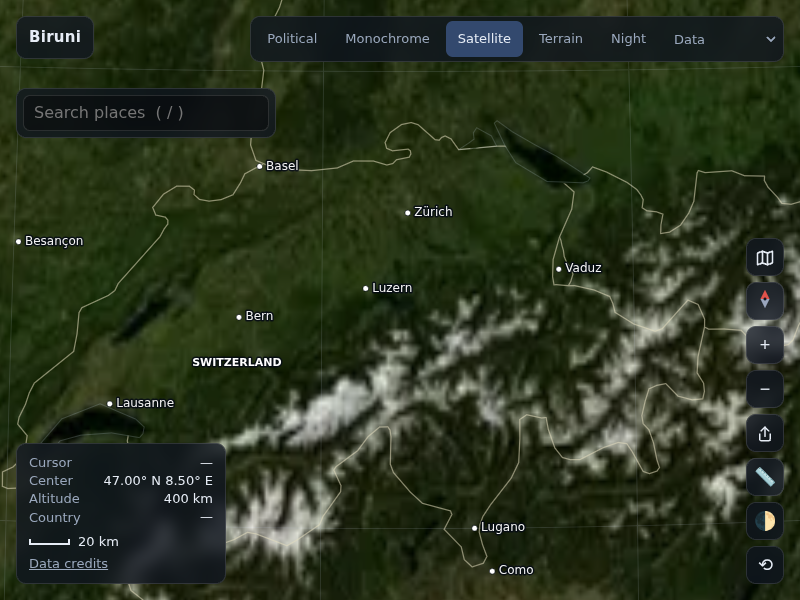 Biruni
Political Monochrome Satellite Terrain Night Data
Search places ( / )
Basel
Zürich
Besançon
Vaduz
Luzern
Bern
SWITZERLAND
Lausanne
Cursor —
Center 47.00° N 8.50° E
Altitude 400 km
Country —
20 km
Data credits
Lugano
Como
+
−